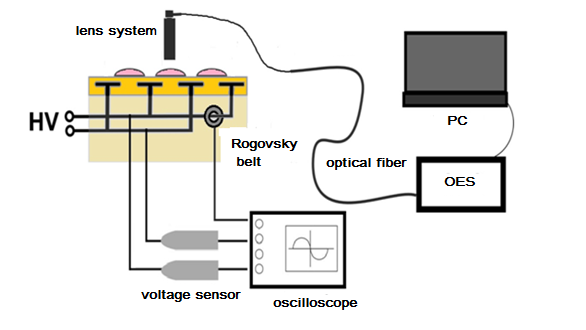 lens system
HV
Rogovsky
belt
optical fiber
PC
OES
voltage sensor
oscilloscope